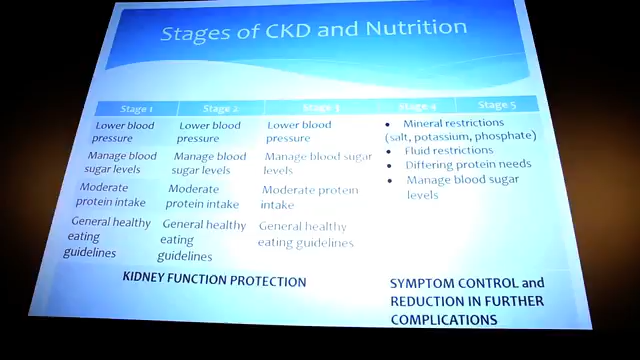 Stages of CKD and Nutrition
Stage 1 Stage 2 Stage 3 Stage 4 Stage 5
Lower blood
pressure
Manage blood
sugar levels
Moderate
protein intake
General healthy
eating
guidelines
Lower blood
pressure
Manage blood
sugar levels
Moderate
protein intake
General healthy
eating
guidelines
Lower blood
pressure
Manage blood sugar
levels
Moderate protein
intake
General healthy
eating guidelines
• Mineral restrictions
(salt, potassium, phosphate)
• Fluid restrictions
• Differing protein needs
• Manage blood sugar
levels
KIDNEY FUNCTION PROTECTION
SYMPTOM CONTROL and
REDUCTION IN FURTHER
COMPLICATIONS